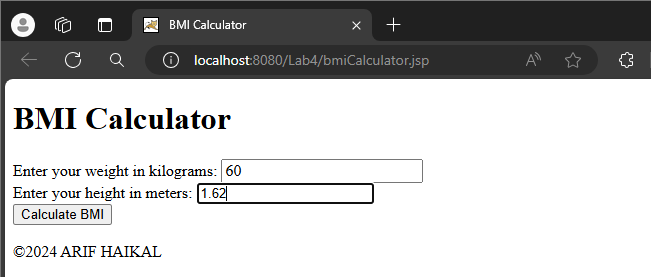 BMI Calculator
localhost:8080/Lab4/bmiCalculator.jsp
BMI Calculator
Enter your weight in kilograms: 60
Enter your height in meters: 1.62
Calculate BMI
©2024 ARIF HAIKAL